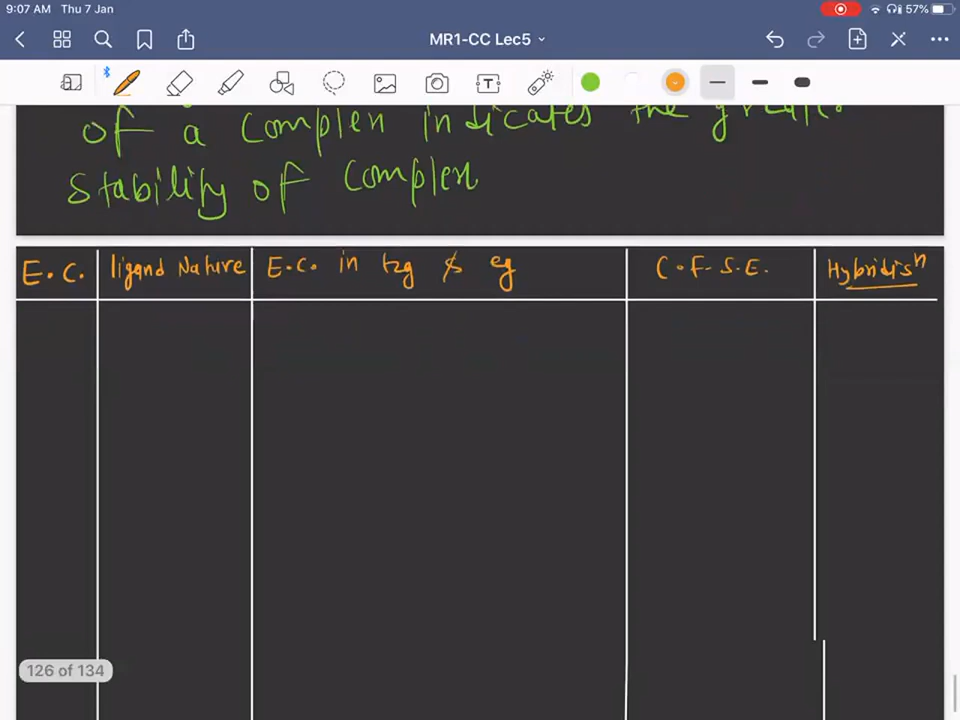 9:07 AM Thu 7 Jan
57%
MR1-CC Lec5
of a complex indicates the
Stability of complex
E.C. ligand Nature E.C. in t2g & eg C.F.S.E. Hybridisn
126 of 134